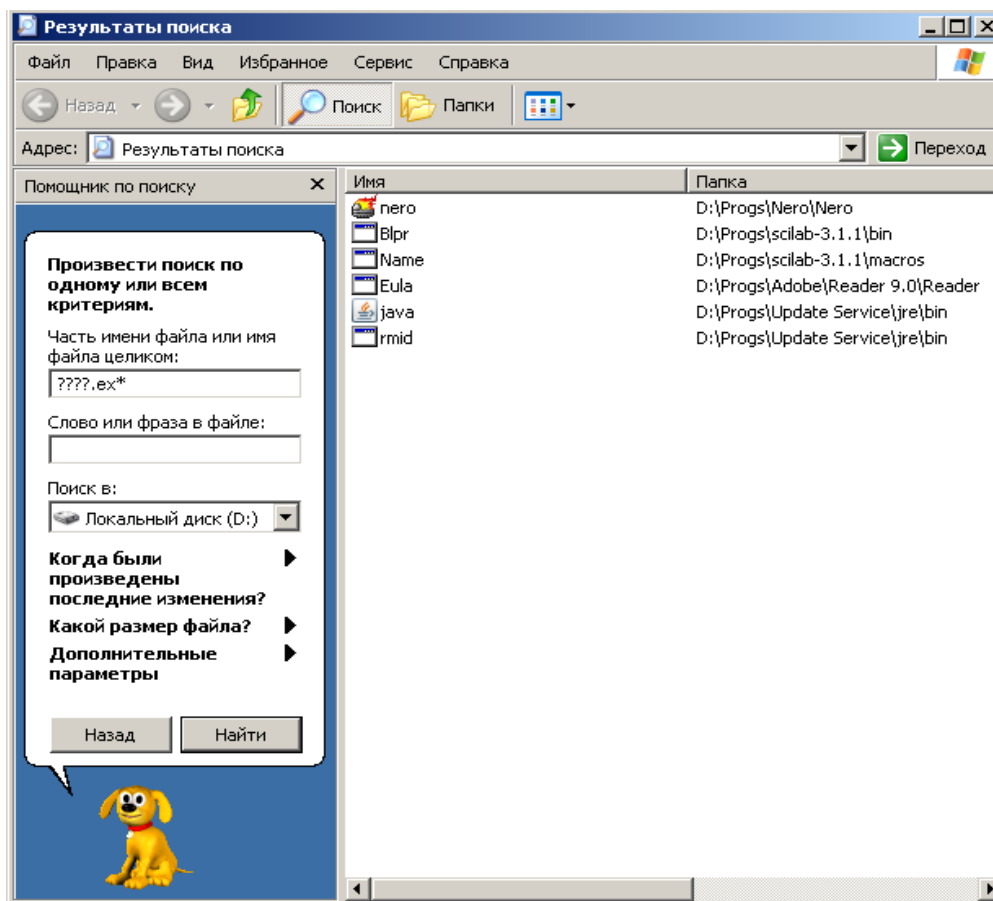 Результаты поиска
Файл Правка Вид Избранное Сервис Справка
Назад Поиск Папки
Адрес: Результаты поиска Переход
Помощник по поиску
Произвести поиск по
одному или всем
критериям.
Часть имени файла или имя
файла целиком:
????.ex*
Слово или фраза в файле:
Поиск в:
Локальный диск (D:)
Когда были
произведены
последние изменения?
Какой размер файла?
Дополнительные
параметры
Назад Найти
Имя Папка
nero D:\Progs\Nero\Nero
Blpr D:\Progs\scilab-3.1.1\bin
Name D:\Progs\scilab-3.1.1\macros
Eula D:\Progs\Adobe\Reader 9.0\Reader
java D:\Progs\Update Service\jre\bin
rmid D:\Progs\Update Service\jre\bin